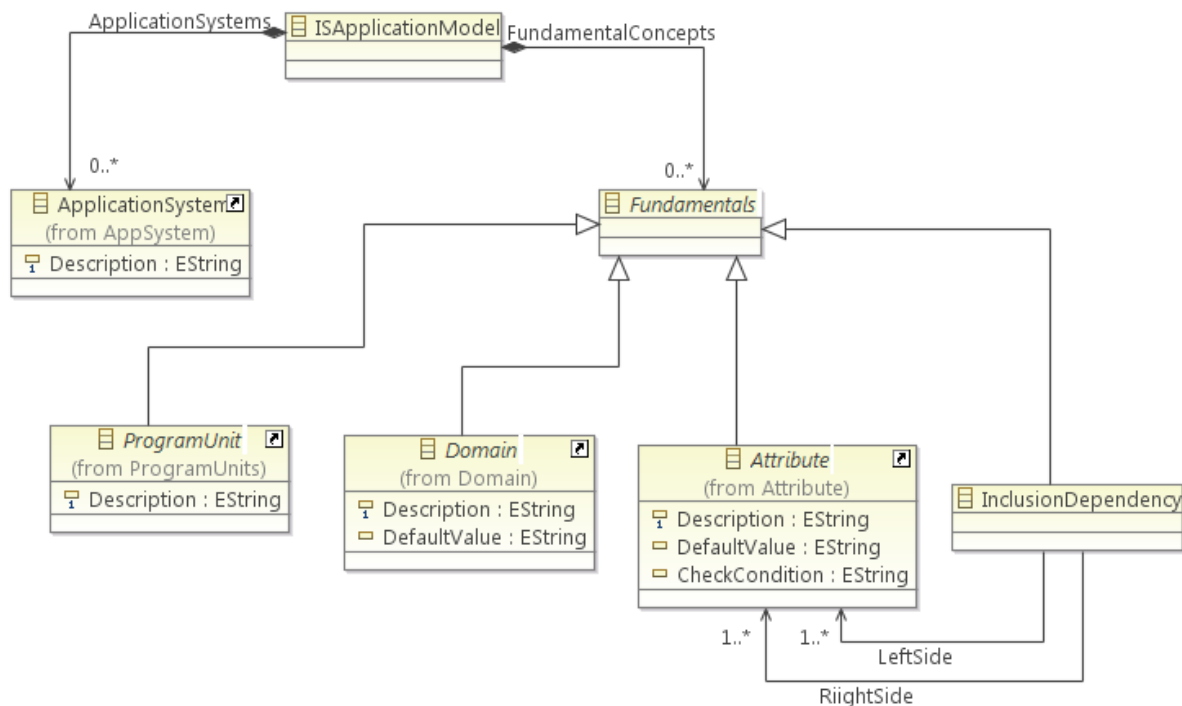 ApplicationSystems
ISApplicationModel
FundamentalConcepts
0..*
0..*
ApplicationSystem
(from AppSystem)
Description : EString
Fundamentals
ProgramUnit
(from ProgramUnits)
Description : EString
Domain
(from Domain)
Description : EString
DefaultValue : EString
Attribute
(from Attribute)
Description : EString
DefaultValue : EString
CheckCondition : EString
InclusionDependency
1..*
1..*
LeftSide
RiightSide